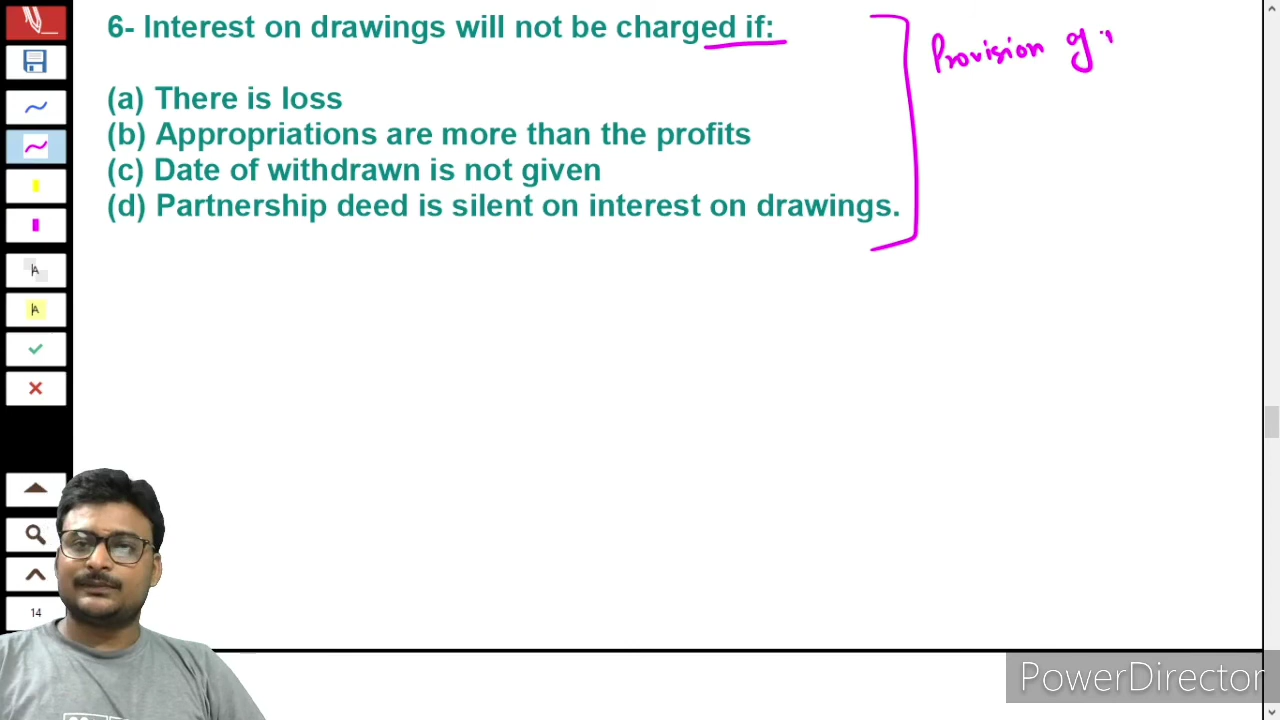 6- Interest on drawings will not be charged if:
Provision of
(a) There is loss
(b) Appropriations are more than the profits
(c) Date of withdrawn is not given
(d) Partnership deed is silent on interest on drawings.
A
A
14
PowerDirector